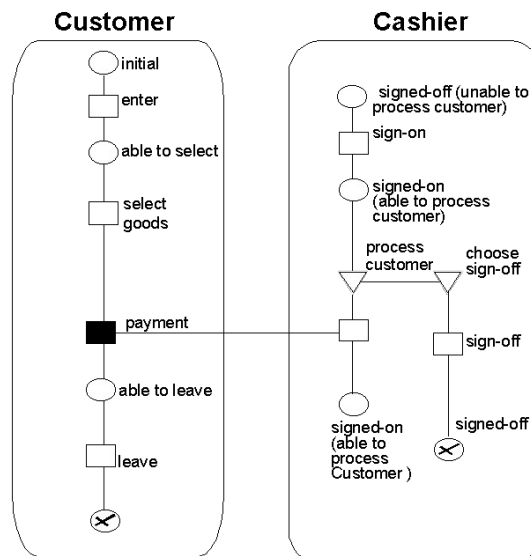 Customer
initial
enter
able to select
select
goods
payment
able to leave
leave
Cashier
signed-off (unable to
process customer)
sign-on
signed-on
(able to process
customer)
process
customer
choose
sign-off
sign-off
signed-on
(able to
process
Customer )
signed-off